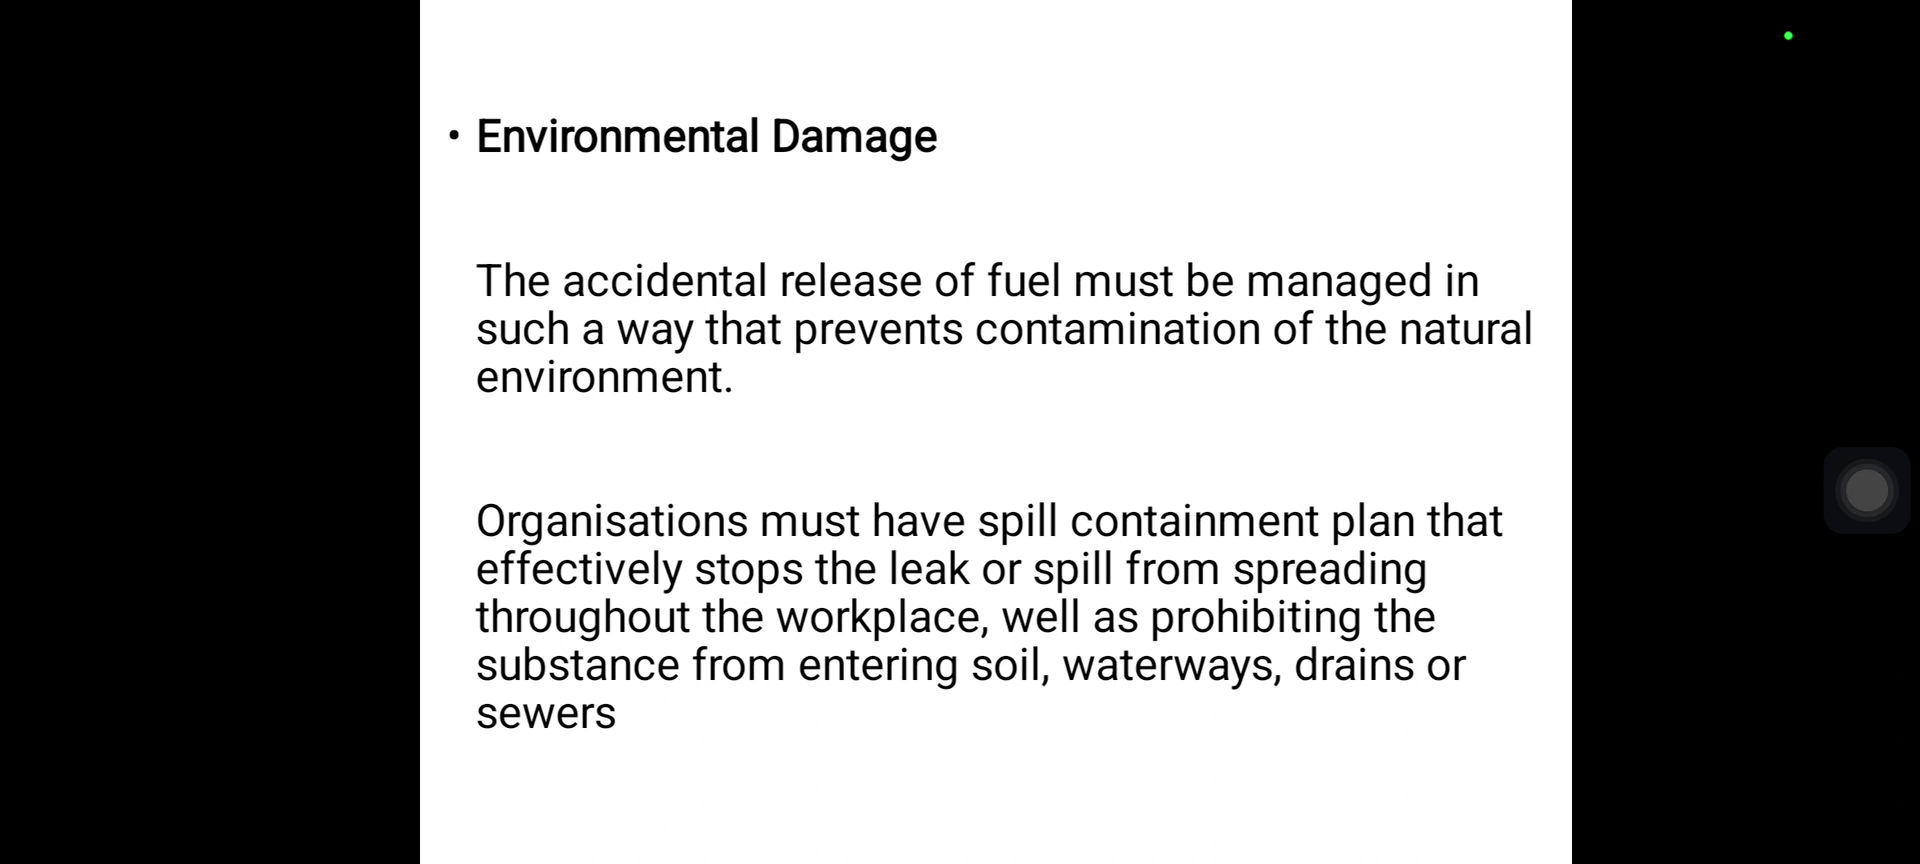 • Environmental Damage
The accidental release of fuel must be managed in
such a way that prevents contamination of the natural
environment.
Organisations must have spill containment plan that
effectively stops the leak or spill from spreading
throughout the workplace, well as prohibiting the
substance from entering soil, waterways, drains or
sewers